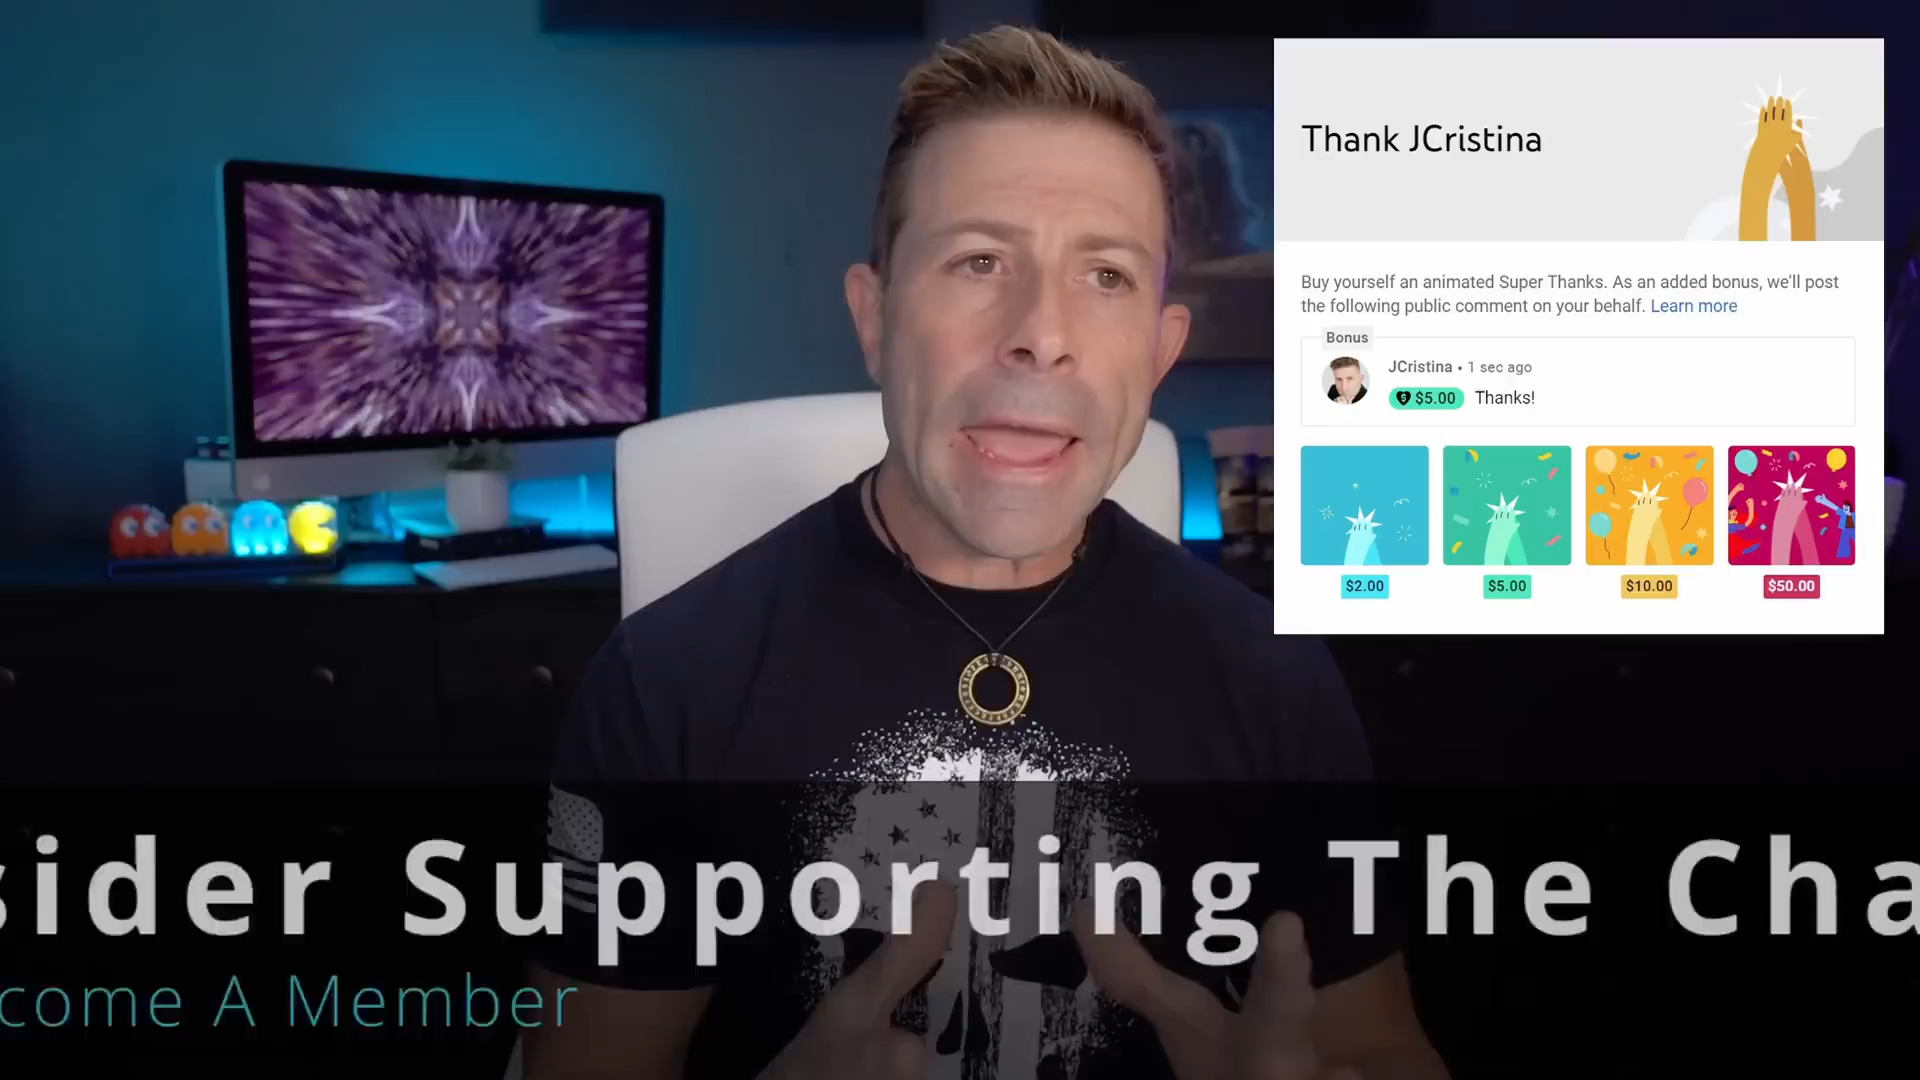 Thank JCristina
Buy yourself an animated Super Thanks. As an added bonus, we'll post
the following public comment on your behalf. Learn more
Bonus
JCristina • 1 sec ago
$5.00 Thanks!
$2.00
$5.00
$10.00
$50.00
sider Supporting The Cha
come A Member